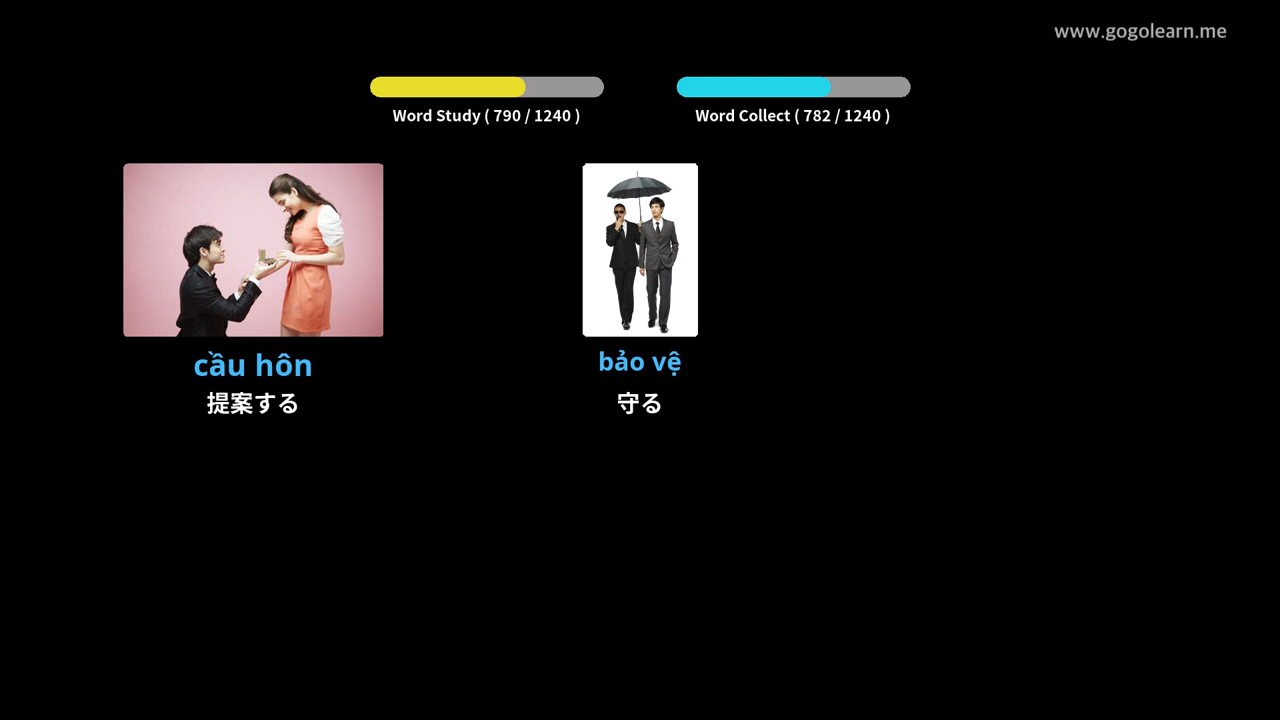 www.gogolearn.me
Word Study ( 790 / 1240 )
Word Collect ( 782 / 1240 )
cầu hôn
提案する
bảo vệ
守る